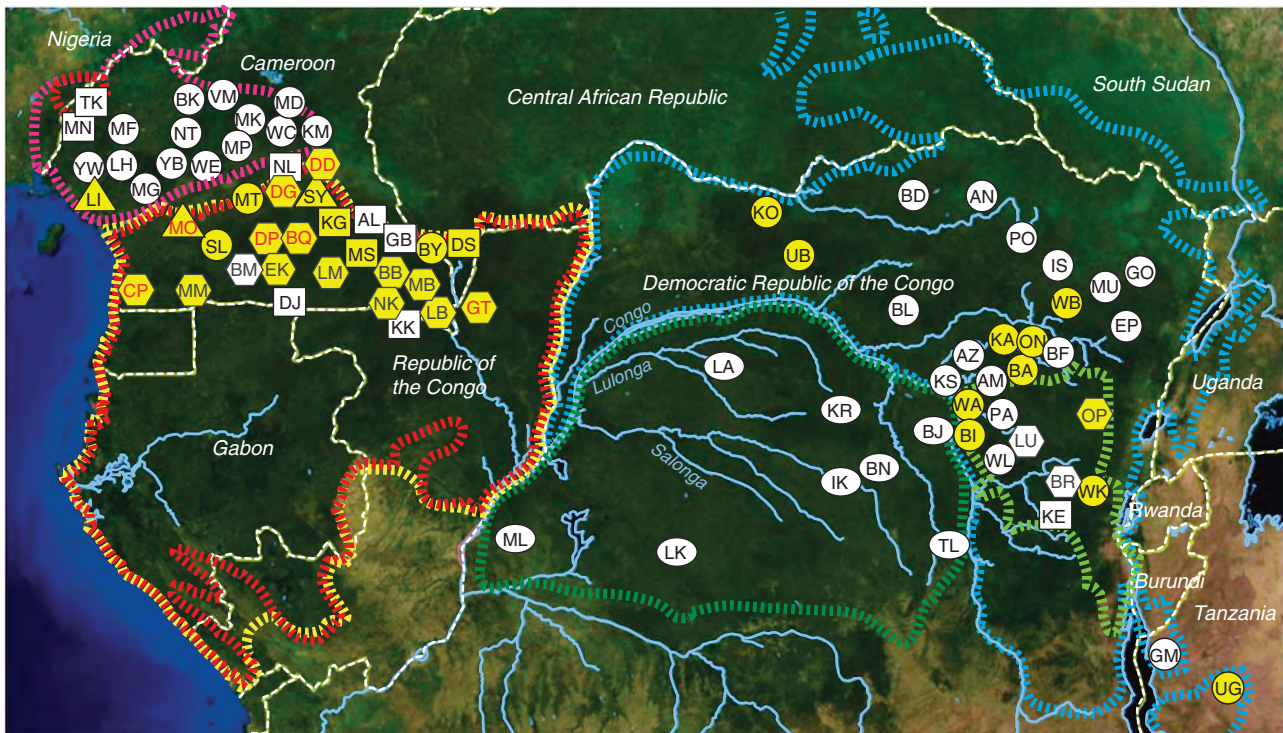 Nigeria
Cameroon
Central African Republic
South Sudan
TK
BK
VM
MD
MN
MF
NT
MK
WC
KM
MP
YW
LH
YB
WE
NL
DD
MG
LI
MT
DG
SY
MO
KG
AL
SL
DP
BQ
GB
BY
DS
MS
BM
EK
LM
BB
MB
CP
MM
DJ
NK
LB
GT
KK
KO
BD
AN
UB
PO
IS
GO
MU
WB
BL
EP
Democratic Republic of the Congo
Congo
Lulonga
Salonga
KA
ON
BF
AZ
BA
KS
AM
WA
PA
OP
LA
KR
BJ
BI
LU
WL
BN
IK
BR
WK
KE
ML
LK
TL
Republic of
the Congo
Gabon
Uganda
Rwanda
Burundi
Tanzania
GM
UG